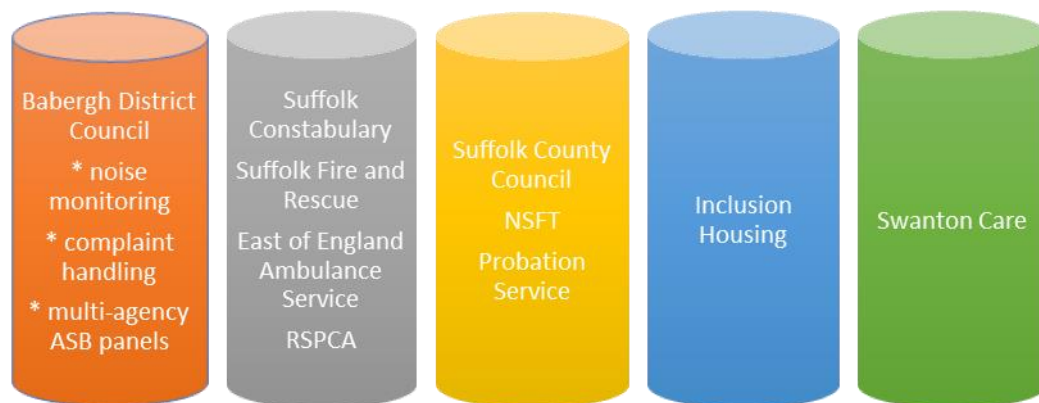 Babergh District
Council
* noise
monitoring
* complaint
handling
* multi-agency
ASB panels
Suffolk
Constabulary
Suffolk Fire and
Rescue
East of England
Ambulance
Service
RSPCA
Suffolk County
Council
NSFT
Probation
Service
Inclusion
Housing
Swanton Care